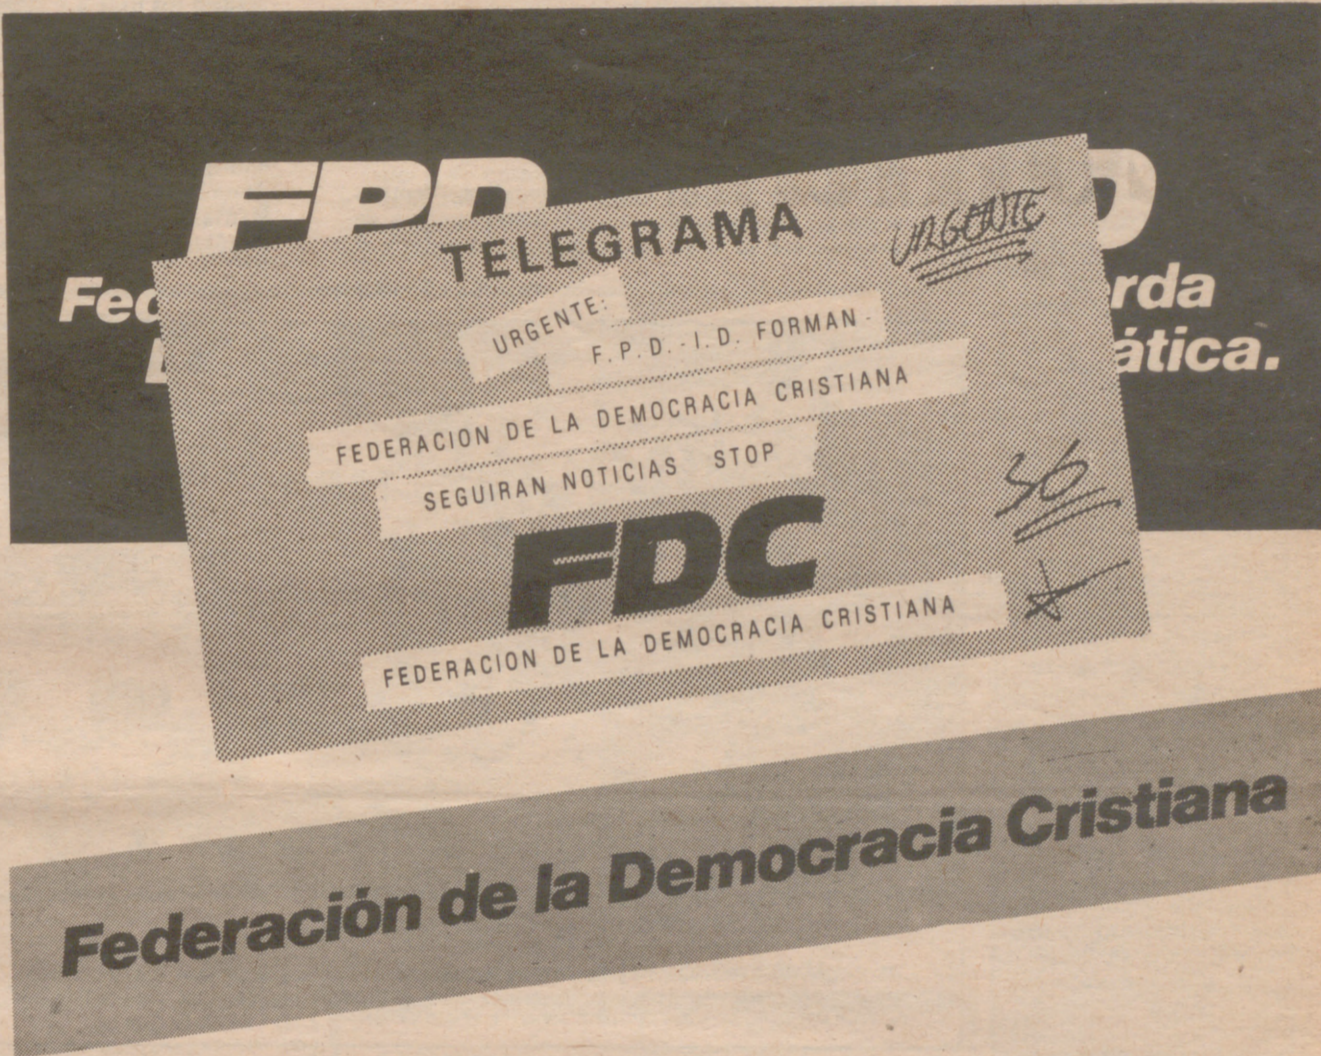 FPD
D
Fed
rda
ática.
TELEGRAMA
URGENTE
URGENTE:
F.P.D.-I.D. FORMAN
FEDERACION DE LA DEMOCRACIA CRISTIANA
SEGUIRAN NOTICIAS STOP
FDC
FEDERACION DE LA DEMOCRACIA CRISTIANA
Federación de la Democracia Cristiana